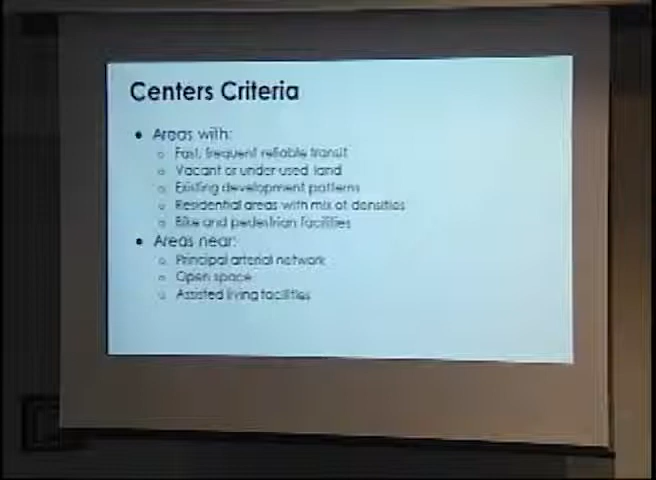 Centers Criteria
• Areas with:
o Fast, frequent reliable transit
o Vacant or under used land
o Existing development patterns
o Residential areas with mix of densities
o Bike and pedestrian facilities
• Areas near:
o Principal arterial network
o Open space
o Assisted living facilities